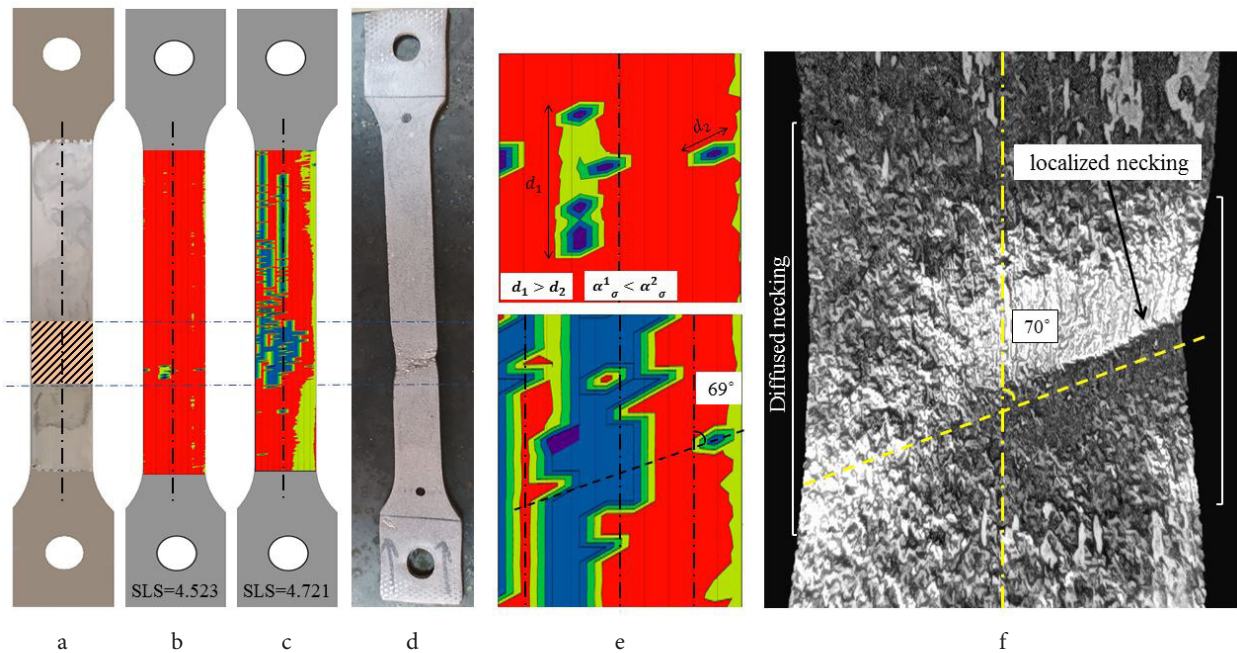 SLS=4.523
SLS=4.721
d₁
d₂
d₁ > d₂
α¹σ < α²σ
69°
Diffused necking
localized necking
70°
a
b
c
d
e
f